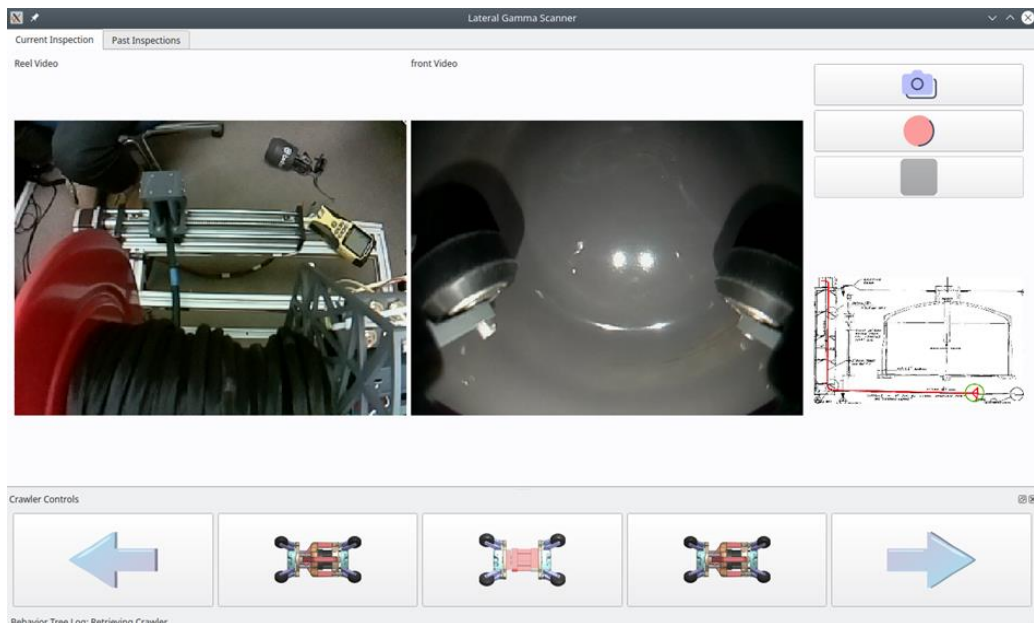 Lateral Gamma Scanner
Current Inspection
Past Inspections
Reel Video
front Video
Crawler Controls
Behavior Tree Log: Retrieving Crawler